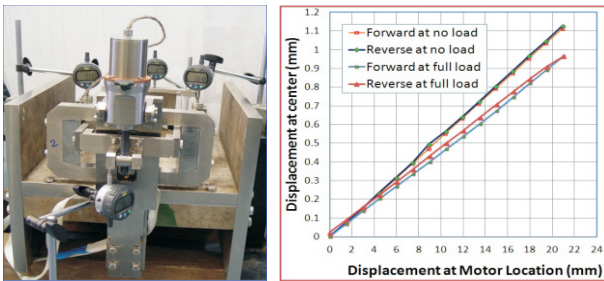 2
1.2
1.1
1
0.9
0.8
0.7
0.6
0.5
0.4
0.3
0.2
0.1
0
Displacement at center (mm)
Forward at no load
Reverse at no load
Forward at full load
Reverse at full load
0 2 4 6 8 10 12 14 16 18 20 22 24
Displacement at Motor Location (mm)